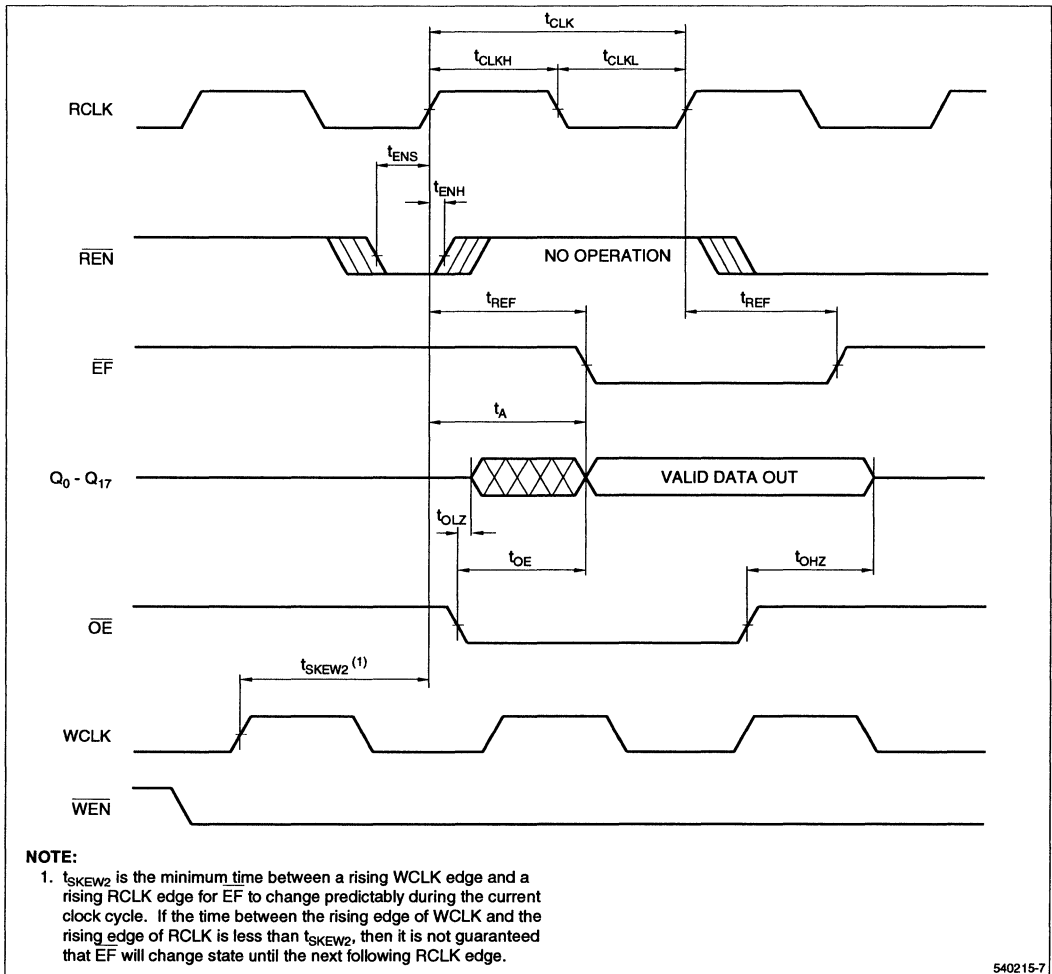 tCLK
tCLKH
tCLKL
RCLK
tENS
tENH
REN
NO OPERATION
tREF
tREF
EF
tA
Q0 - Q17
VALID DATA OUT
tOLZ
tOE
tOHZ
OE
tSKEW2 (1)
WCLK
WEN
NOTE:
1. tSKEW2 is the minimum time between a rising WCLK edge and a
rising RCLK edge for EF to change predictably during the current
clock cycle. If the time between the rising edge of WCLK and the
rising edge of RCLK is less than tSKEW2, then it is not guaranteed
that EF will change state until the next following RCLK edge.
540215-7